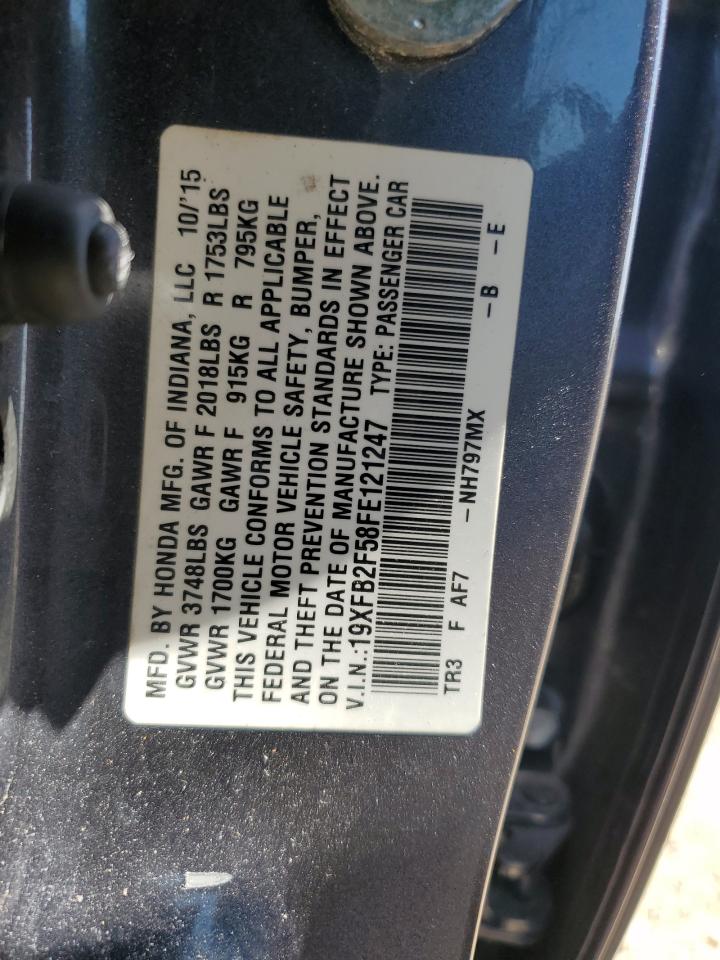 MFD. BY HONDA MFG. OF INDIANA, LLC 10/'15
GVWR 3748LBS GAWR F 2018LBS R 1753LBS
GVWR 1700KG GAWR F 915KG R 795KG
THIS VEHICLE CONFORMS TO ALL APPLICABLE
FEDERAL MOTOR VEHICLE SAFETY, BUMPER,
AND THEFT PREVENTION STANDARDS IN EFFECT
ON THE DATE OF MANUFACTURE SHOWN ABOVE.
V.I.N.:19XFB2F58FE121247 TYPE: PASSENGER CAR
TR3 F AF7 -NH797MX -B -E